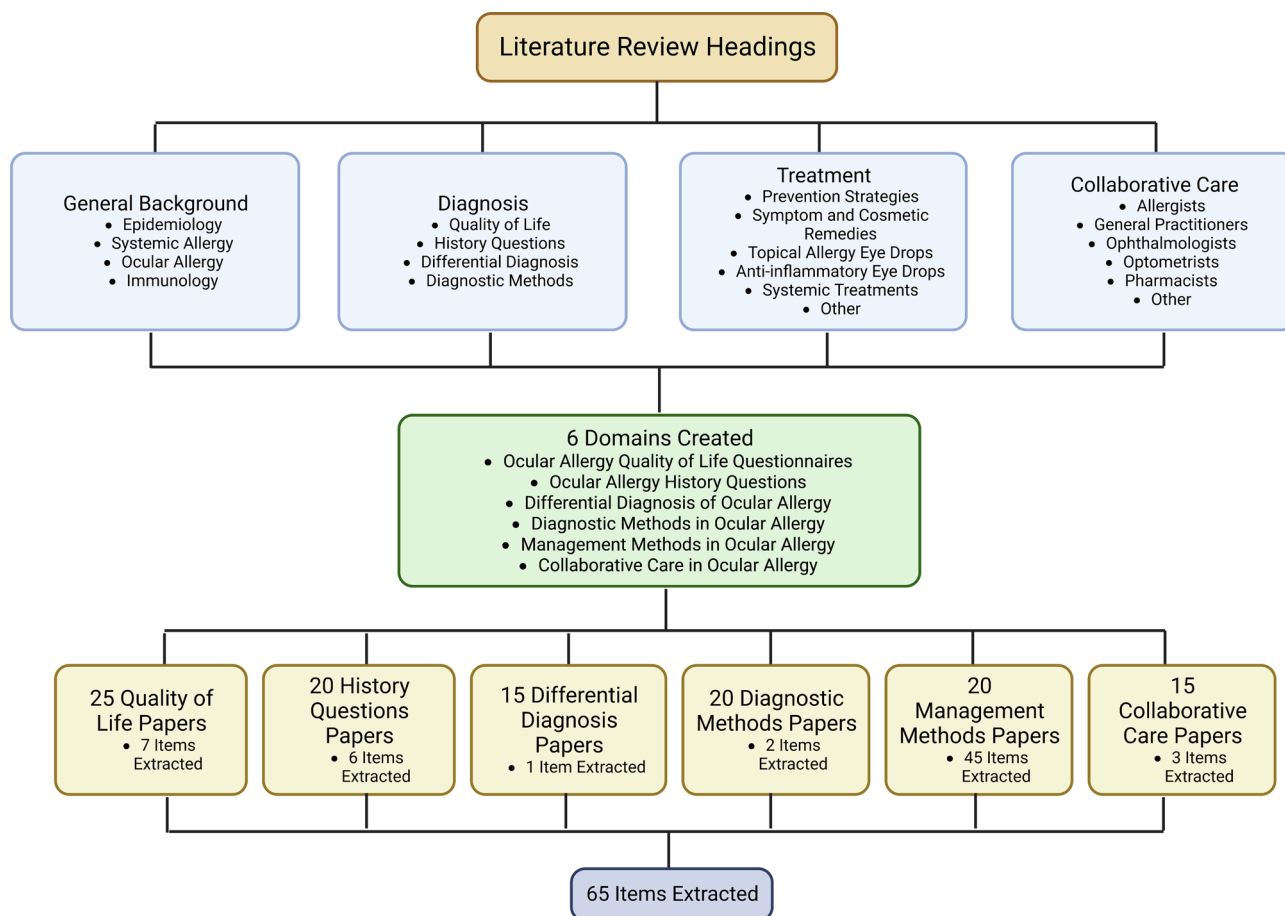 Literature Review Headings
General Background
• Epidemiology
• Systemic Allergy
• Ocular Allergy
• Immunology
Diagnosis
• Quality of Life
• History Questions
• Differential Diagnosis
• Diagnostic Methods
Treatment
• Prevention Strategies
• Symptom and Cosmetic
Remedies
• Topical Allergy Eye Drops
• Anti-inflammatory Eye Drops
• Systemic Treatments
• Other
Collaborative Care
• Allergists
• General Practitioners
• Ophthalmologists
• Optometrists
• Pharmacists
• Other
6 Domains Created
• Ocular Allergy Quality of Life Questionnaires
• Ocular Allergy History Questions
• Differential Diagnosis of Ocular Allergy
• Diagnostic Methods in Ocular Allergy
• Management Methods in Ocular Allergy
• Collaborative Care in Ocular Allergy
25 Quality of
Life Papers
• 7 Items
Extracted
20 History
Questions
Papers
• 6 Items
Extracted
15 Differential
Diagnosis
Papers
• 1 Item Extracted
20 Diagnostic
Methods Papers
• 2 Items
Extracted
20
Management
Methods Papers
• 45 Items
Extracted
15
Collaborative
Care Papers
• 3 Items
Extracted
65 Items Extracted